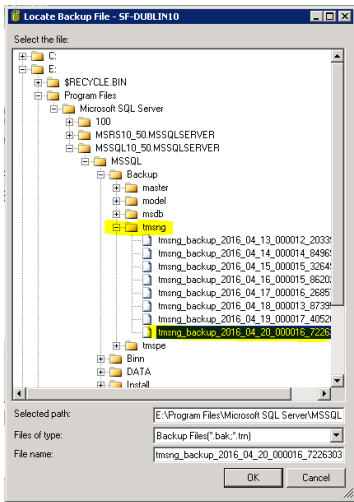 Locate Backup File - SF-DUBLIN10
Select the file:
C:
E:
$RECYCLE.BIN
Program Files
Microsoft SQL Server
100
MSRS10_50.MSSQLSERVER
MSSQL10_50.MSSQLSERVER
MSSQL
Backup
master
model
msdb
tmsng
tmsng_backup_2016_04_13_000012_2033
tmsng_backup_2016_04_14_000014_8496
tmsng_backup_2016_04_15_000015_3264
tmsng_backup_2016_04_16_000015_8620
tmsng_backup_2016_04_17_000016_2685
tmsng_backup_2016_04_18_000013_8739
tmsng_backup_2016_04_19_000017_4052
tmsng_backup_2016_04_20_000016_7226
tmspe
Binn
DATA
Install
Selected path: E:\Program Files\Microsoft SQL Server\MSSQL
Files of type: Backup Files(*.bak;*.trn)
File name: tmsng_backup_2016_04_20_000016_7226303
OK Cancel